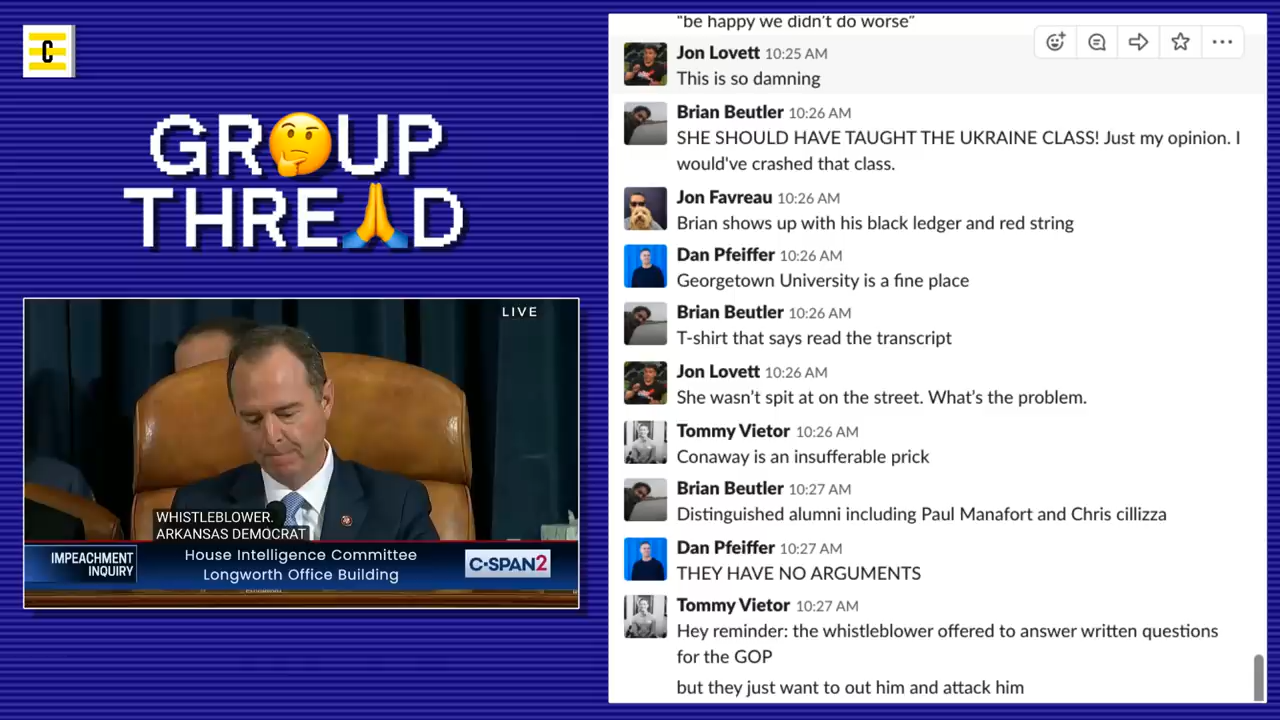 C
GR🤔UP
THRE🙏D
LIVE
WHISTLEBLOWER.
ARKANSAS DEMOCRAT
IMPEACHMENT
INQUIRY
House Intelligence Committee
Longworth Office Building
C-SPAN2
"be happy we didn't do worse"
Jon Lovett 10:25 AM
This is so damning
Brian Beutler 10:26 AM
SHE SHOULD HAVE TAUGHT THE UKRAINE CLASS! Just my opinion. I
would've crashed that class.
Jon Favreau 10:26 AM
Brian shows up with his black ledger and red string
Dan Pfeiffer 10:26 AM
Georgetown University is a fine place
Brian Beutler 10:26 AM
T-shirt that says read the transcript
Jon Lovett 10:26 AM
She wasn't spit at on the street. What's the problem.
Tommy Vietor 10:26 AM
Conaway is an insufferable prick
Brian Beutler 10:27 AM
Distinguished alumni including Paul Manafort and Chris cillizza
Dan Pfeiffer 10:27 AM
THEY HAVE NO ARGUMENTS
Tommy Vietor 10:27 AM
Hey reminder: the whistleblower offered to answer written questions
for the GOP
but they just want to out him and attack him